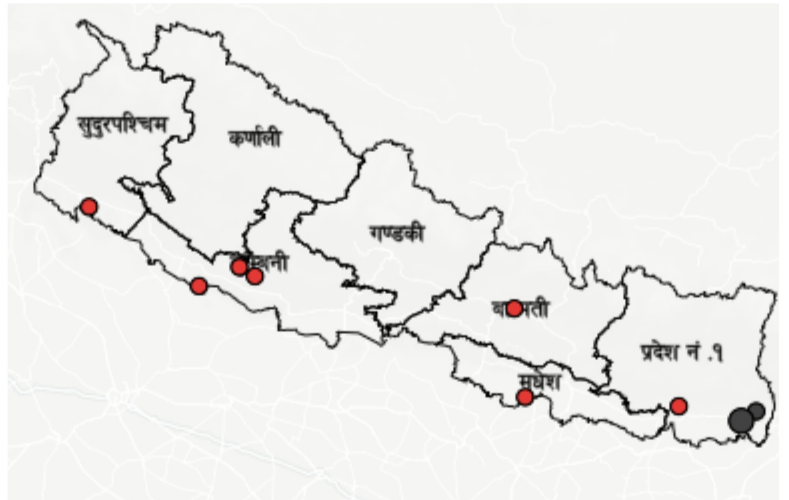 सुदुरपश्चिम
कर्णाली
गण्डकी
मधेश
प्रदेश नं .१